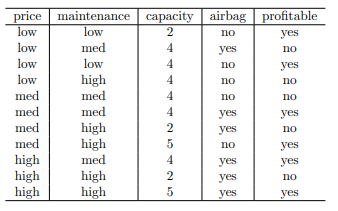 price maintenance capacity airbag profitable
low low 2 no yes
low med 4 yes no
low low 4 no yes
low high 4 no no
med med 4 no no
med med 4 yes yes
med high 2 yes no
med high 5 no yes
high med 4 yes yes
high high 2 yes no
high high 5 yes yes